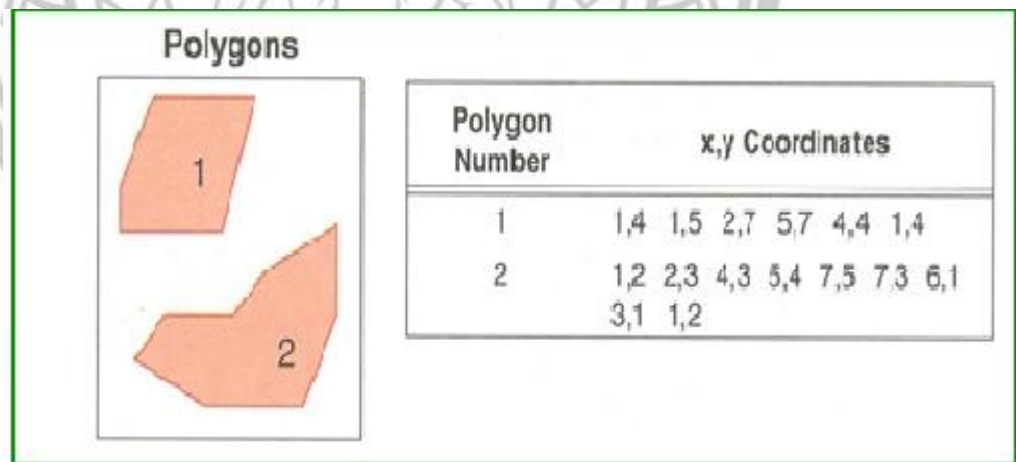 Polygons
1
2
Polygon Number
x,y Coordinates
1 1,4 1,5 2,7 5,7 4,4 1,4
2 1,2 2,3 4,3 5,4 7,5 7,3 6,1
3,1 1,2